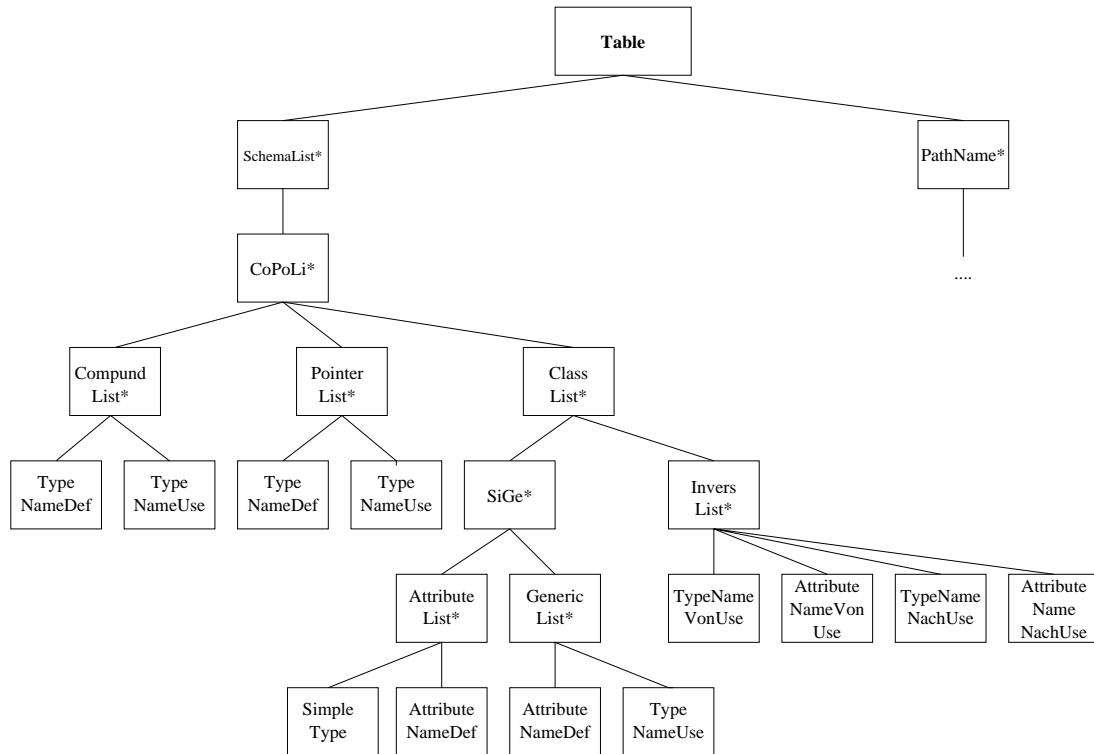 Table
SchemaList*
PathName*
CoPoLi*
....
Compund
List*
Pointer
List*
Class
List*
Type
NameDef
Type
NameUse
Type
NameDef
Type
NameUse
SiGe*
Invers
List*
Attribute
List*
Generic
List*
TypeName
VonUse
Attribute
NameVon
Use
TypeName
NachUse
Attribute
Name
NachUse
Simple
Type
Attribute
NameDef
Attribute
NameDef
Type
NameUse